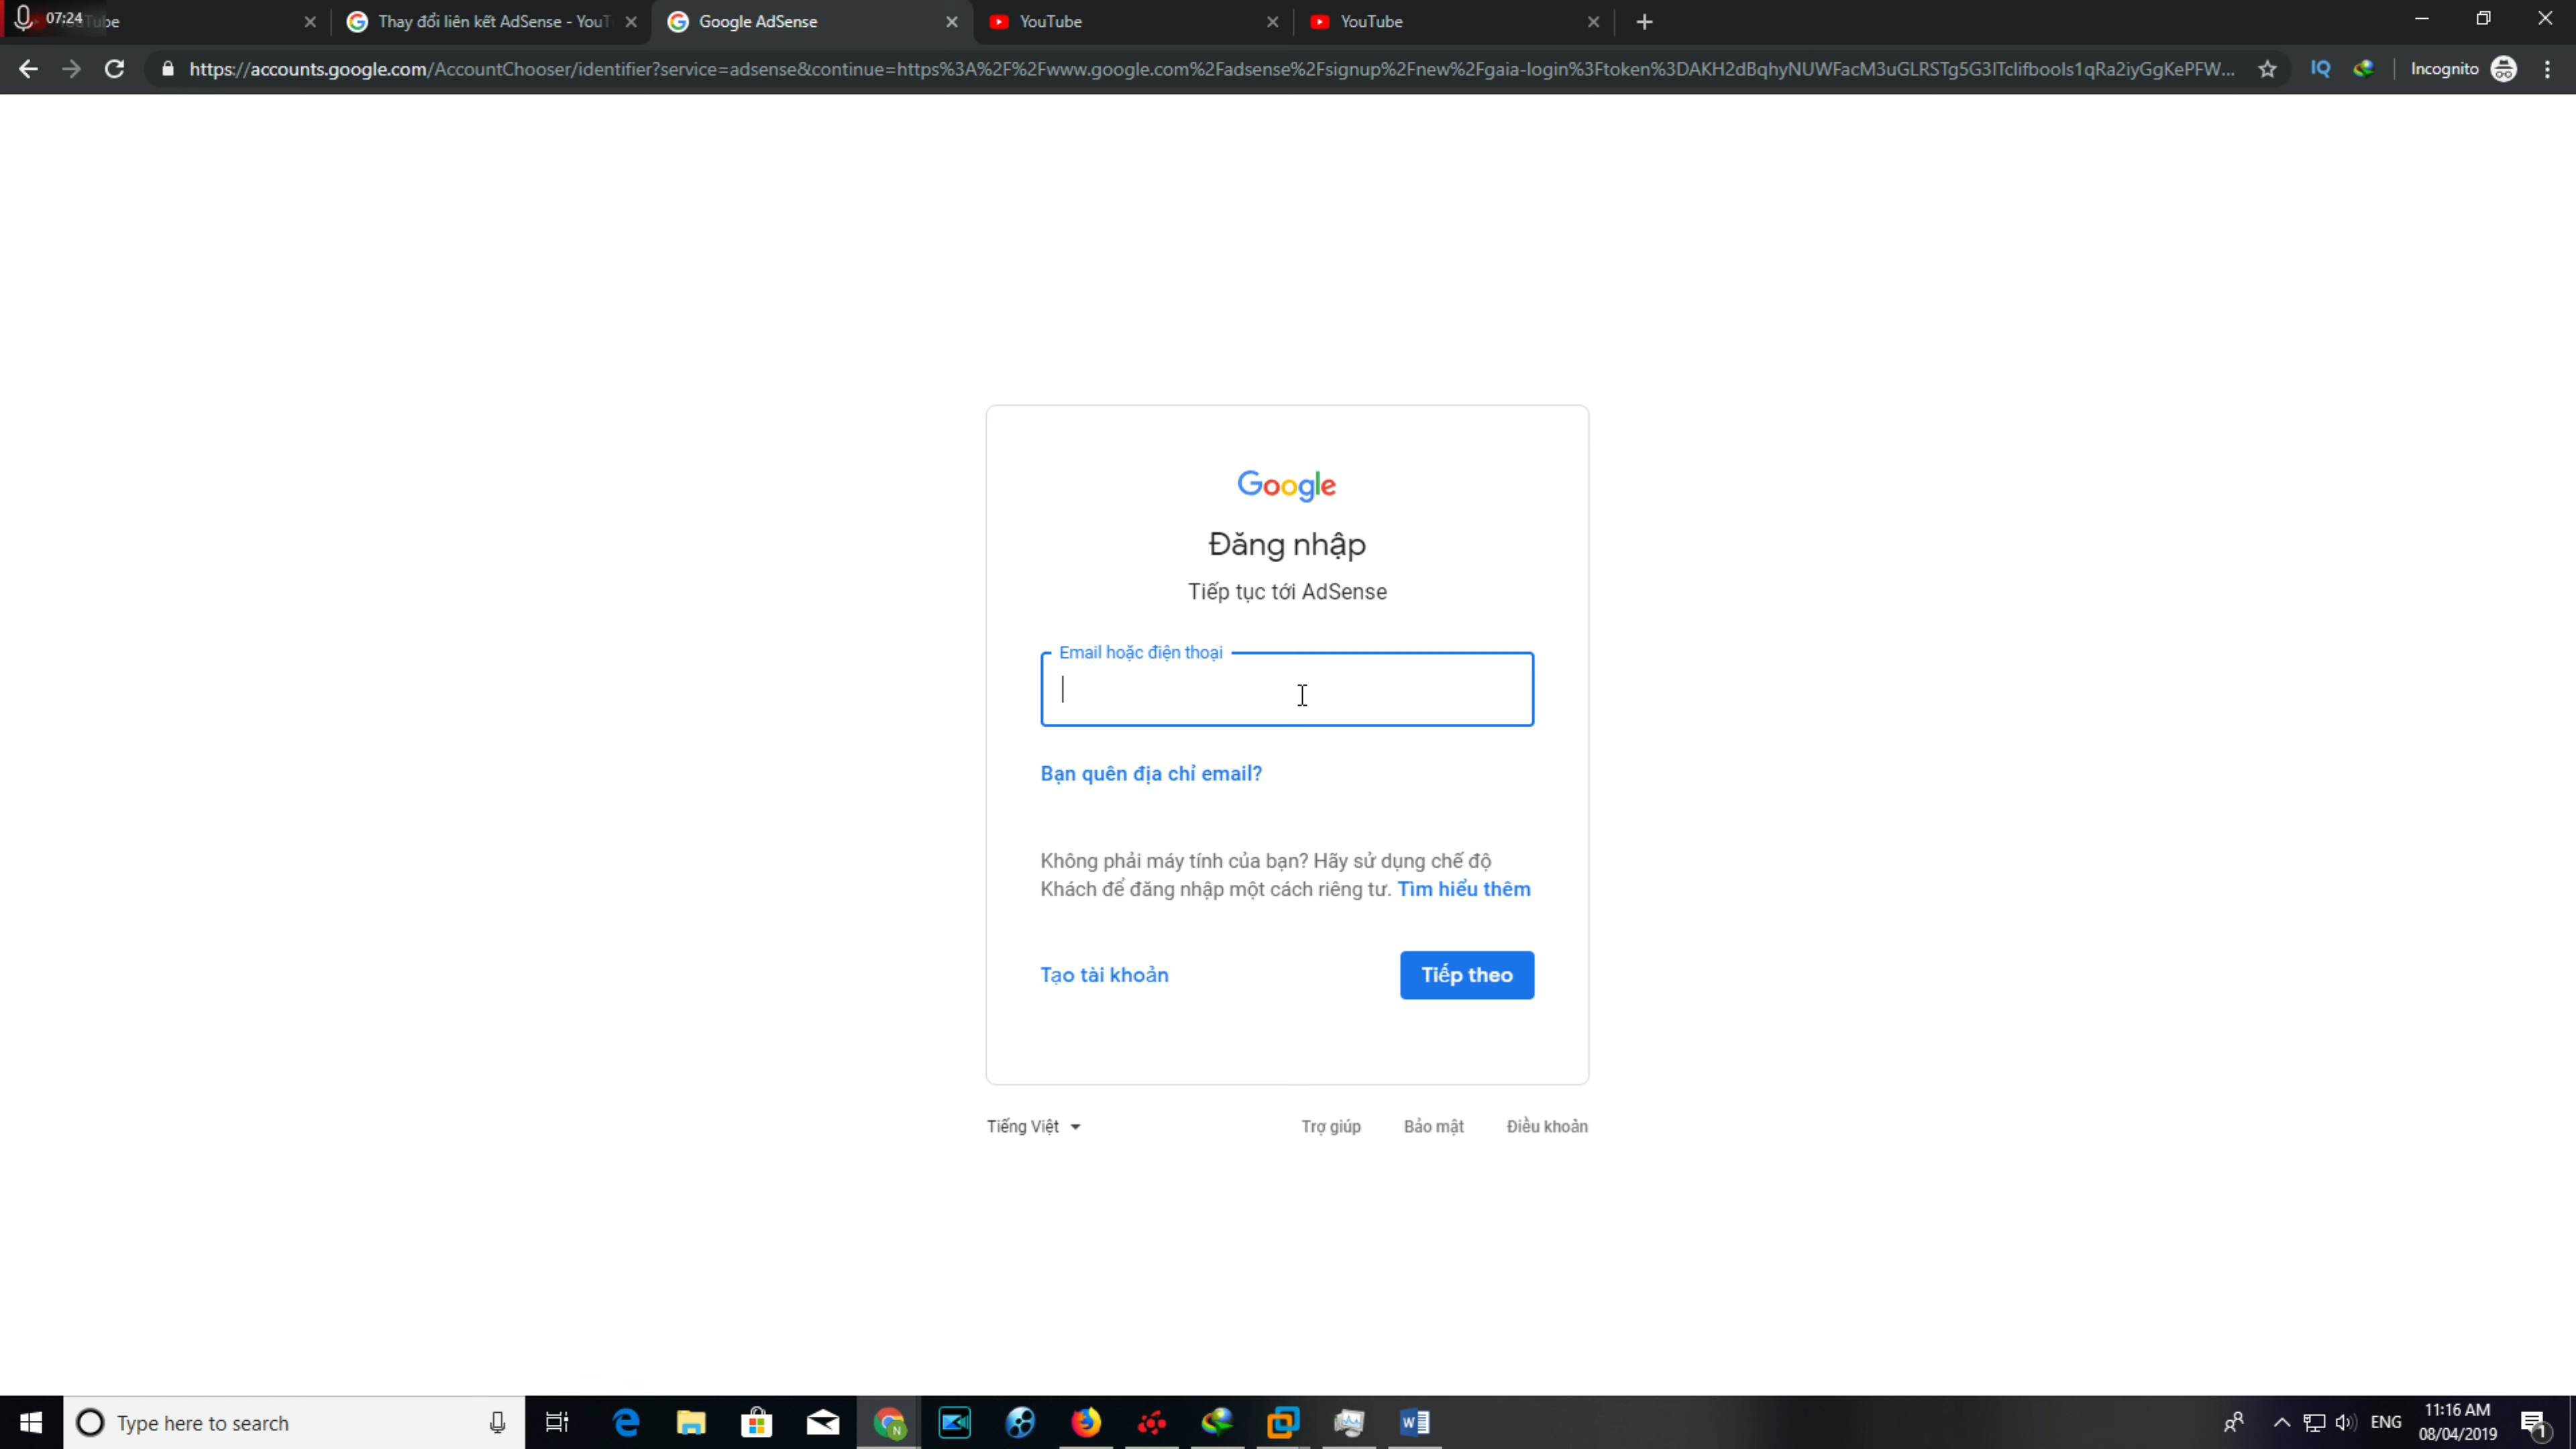 07:24
Tube
Thay đổi liên kết AdSense - YouT
Google AdSense
YouTube
YouTube
https://accounts.google.com/AccountChooser/identifier?service=adsense&continue=https%3A%2F%2Fwww.google.com%2Fadsense%2Fsignup%2Fnew%2Fgaia-login%3Ftoken%3DAKH2dBqhyNUWFacM3uGLRSTg5G3ITclifbools1qRa2iyGgKePFW...
IQ
Incognito
Google
Đăng nhập
Tiếp tục tới AdSense
Email hoặc điện thoại
Bạn quên địa chỉ email?
Không phải máy tính của bạn? Hãy sử dụng chế độ
Khách để đăng nhập một cách riêng tư. Tìm hiểu thêm
Tạo tài khoản
Tiếp theo
Tiếng Việt
Trợ giúp
Bảo mật
Điều khoản
Type here to search
N
W
ENG
11:16 AM
08/04/2019
1